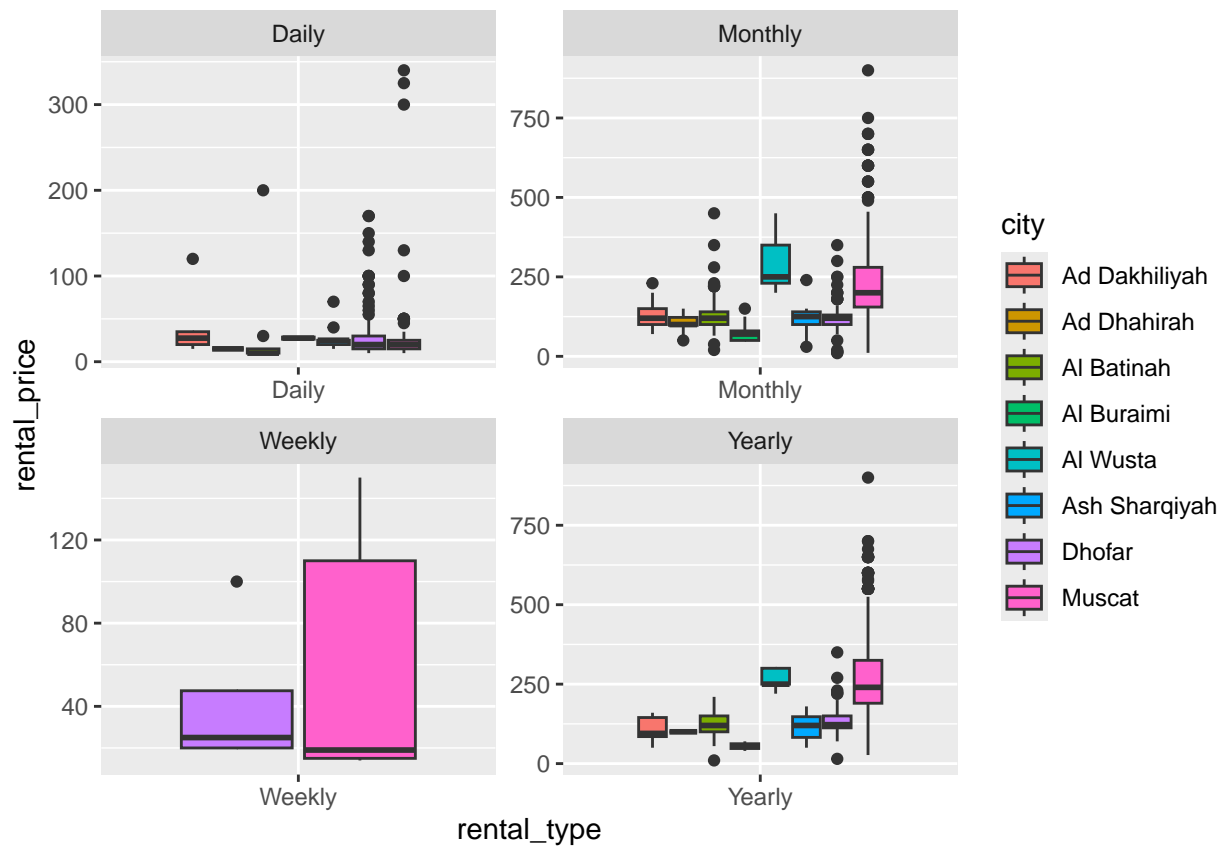 Daily
Monthly
300
200
100
0
Daily
750
500
250
0
Monthly
Weekly
Yearly
120
80
40
Weekly
750
500
250
0
Yearly
rental_price
rental_type
city
Ad Dakhiliyah
Ad Dhahirah
Al Batinah
Al Buraimi
Al Wusta
Ash Sharqiyah
Dhofar
Muscat